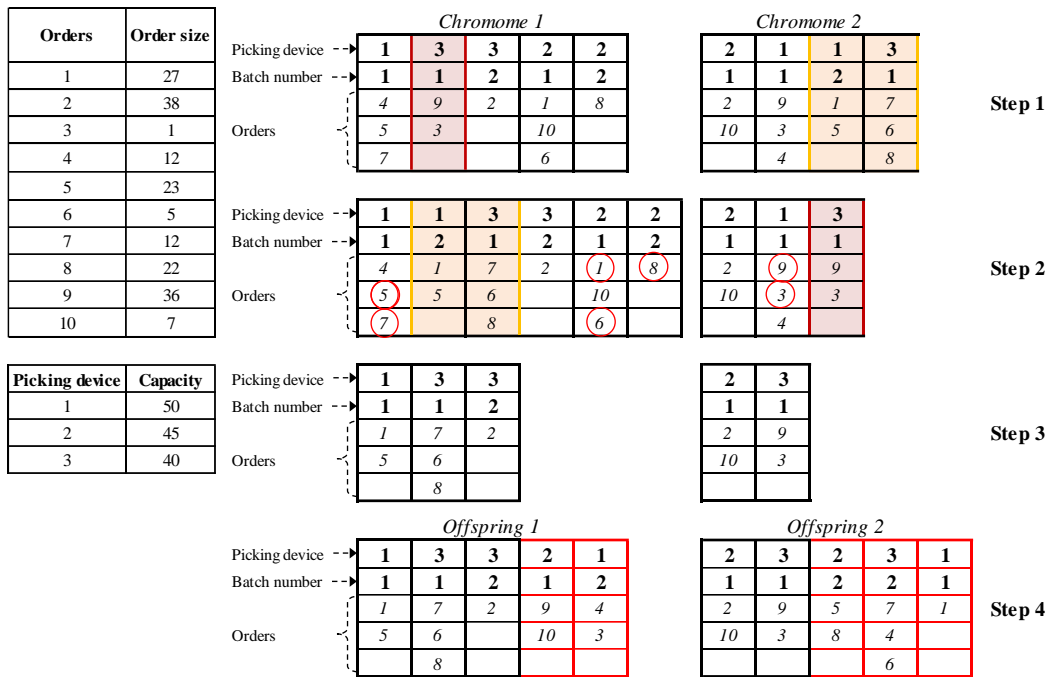 Orders Order size
1 27
2 38
3 1
4 12
5 23
6 5
7 12
8 22
9 36
10 7
Picking device Capacity
1 50
2 45
3 40
Chromome 1 Chromome 2
Picking device 1 3 3 2 2 2 1 1 3
Batch number 1 1 2 1 2 1 1 2 1
4 9 2 1 8 2 9 1 7
Orders 5 3 10 10 3 5 6
7 6 4 8
Step 1
Picking device 1 1 3 3 2 2 2 1 3
Batch number 1 2 1 2 1 2 1 1 1
4 1 7 2 1 8 2 9 9
Orders 5 5 6 10 10 3 3
7 8 6 4
Step 2
Picking device 1 3 3 2 3
Batch number 1 1 2 1 1
1 7 2 2 9
Orders 5 6 10 3
8
Step 3
Offspring 1 Offspring 2
Picking device 1 3 3 2 1 2 3 2 3 1
Batch number 1 1 2 1 2 1 1 2 2 1
1 7 2 9 4 2 9 5 7 1
Orders 5 6 10 3 10 3 8 4
8 6
Step 4